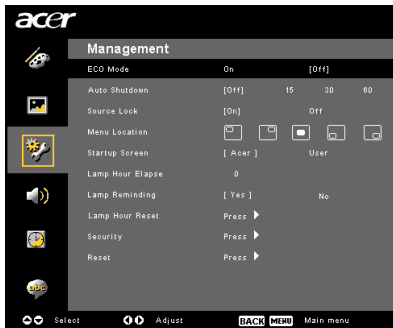 acer
Management
ECO Mode On [Off]
Auto Shutdown [Off] 15 30 60
Source Lock [On] Off
Menu Location
Startup Screen [ Acer ] User
Lamp Hour Elapse 0
Lamp Reminding [ Yes ] No
Lamp Hour Reset Press
Security Press
Reset Press
abc
Select Adjust BACK MENU Main menu